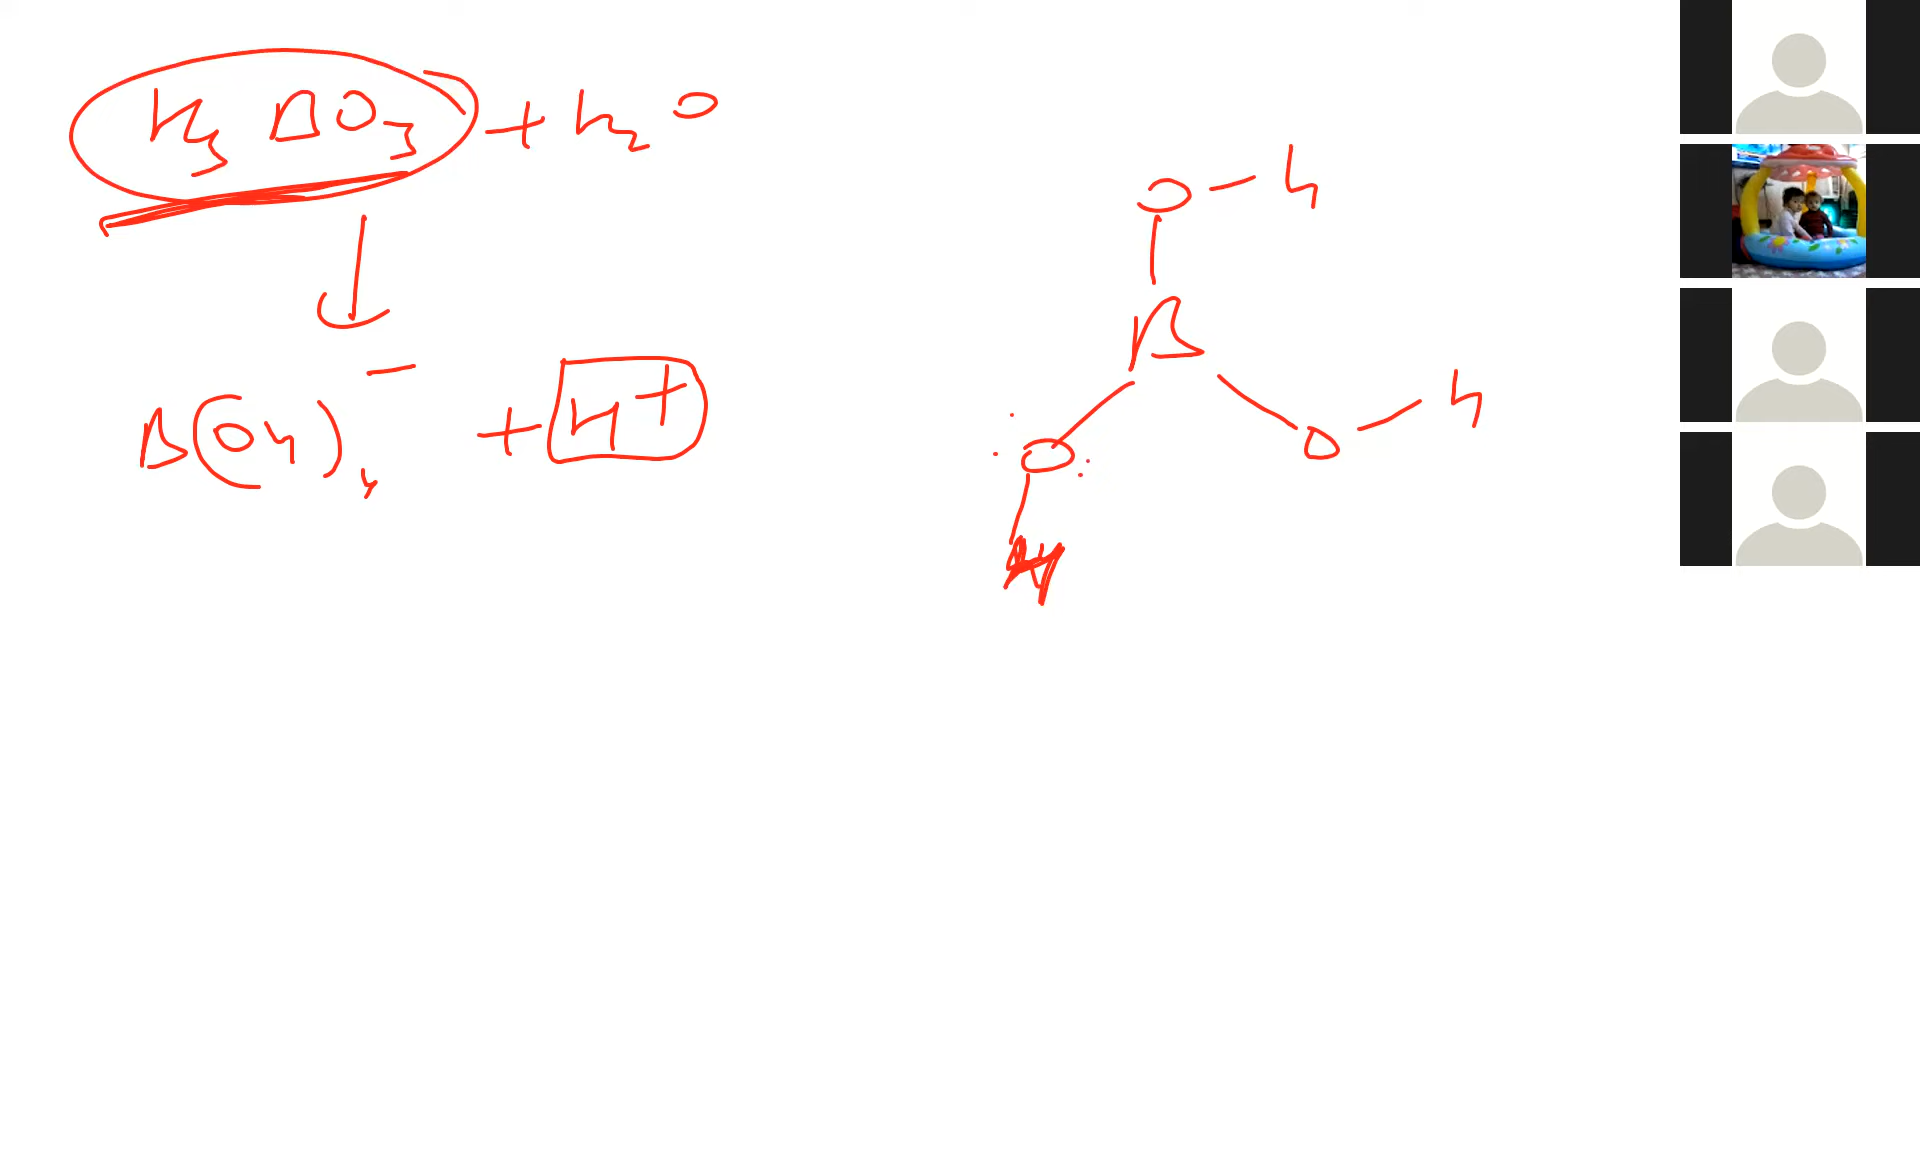 H₃BO₃ + H₂O
B(OH)₄⁻ + H⁺
O - H
B
O
O - H
H